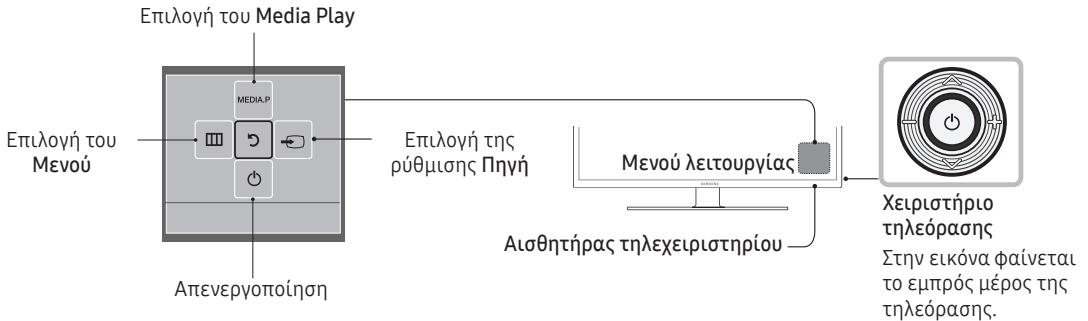 Επιλογή του Media Play
MEDIA.P
Επιλογή του
Μενού
Επιλογή της
ρύθμισης Πηγή
Απενεργοποίηση
Μενού λειτουργίας
SAMSUNG
Αισθητήρας τηλεχειριστηρίου
Χειριστήριο
τηλεόρασης
Στην εικόνα φαίνεται
το εμπρός μέρος της
τηλεόρασης.